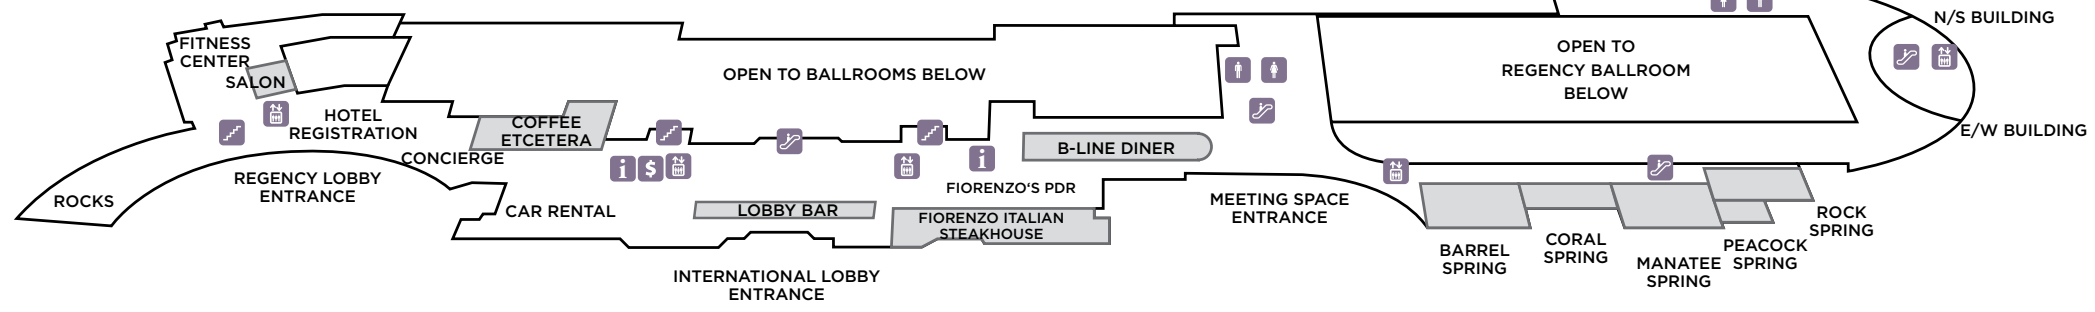 N/S BUILDING
FITNESS
CENTER
SALON
OPEN TO BALLROOMS BELOW
OPEN TO
REGENCY BALLROOM
BELOW
HOTEL
REGISTRATION
COFFEE
ETCETERA
E/W BUILDING
CONCIERGE
B-LINE DINER
i
$
i
REGENCY LOBBY
ENTRANCE
FIORENZO'S PDR
ROCKS
CAR RENTAL
LOBBY BAR
FIORENZO ITALIAN
STEAKHOUSE
MEETING SPACE
ENTRANCE
ROCK
SPRING
BARREL
SPRING
CORAL
SPRING
MANATEE
SPRING
PEACOCK
SPRING
INTERNATIONAL LOBBY
ENTRANCE